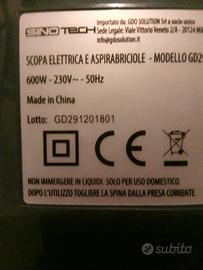 SINOTECH
Importato da: GDO SOLUTION Srl a socio unico
Sede Legale: Viale Vittorio Veneto 2/A - 20124 MI
info@gdosolution.it
SCOPA ELETTRICA E ASPIRABRICIOLE - MODELLO GD29
600W - 230V~ - 50Hz
Made in China
CE
Lotto: GD291201801
NON IMMERGERE IN LIQUIDI. SOLO PER USO DOMESTICO.
DOPO L'UTILIZZO TOGLIERE LA SPINA DALLA PRESA CORRENTE.
subito